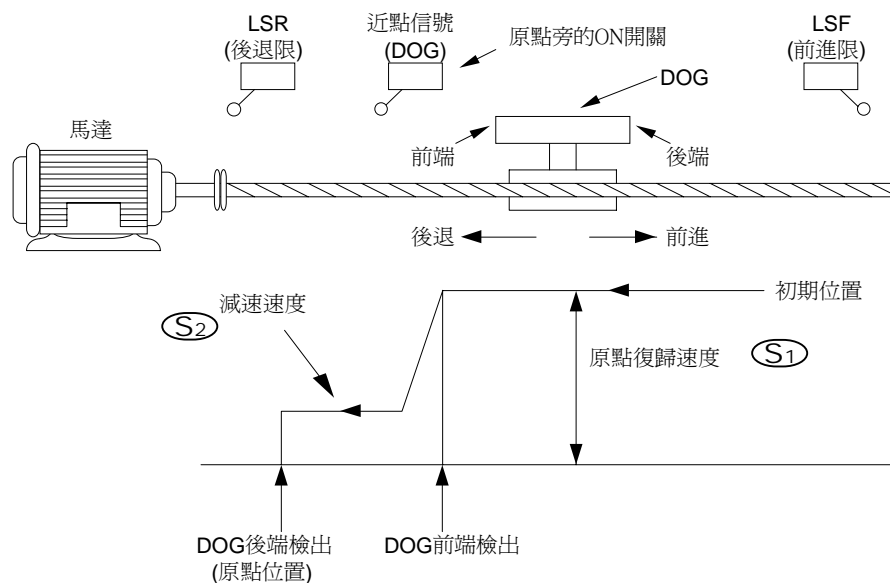 LSR
(後退限)
近點信號
(DOG)
原點旁的ON開關
LSF
(前進限)
DOG
馬達
前端
後端
後退
前進
減速速度
S2
初期位置
原點復歸速度
S1
DOG後端檢出
(原點位置)
DOG前端檢出